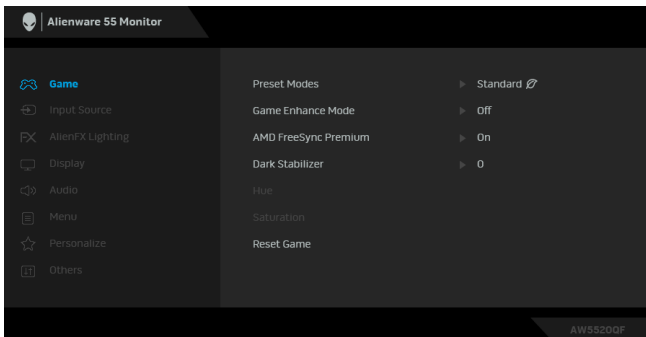 Alienware 55 Monitor
Game
Preset Modes Standard
Input Source
Game Enhance Mode Off
AlienFX Lighting
AMD FreeSync Premium On
Display
Dark Stabilizer 0
Audio
Hue
Menu
Saturation
Personalize
Reset Game
Others
AW5520QF